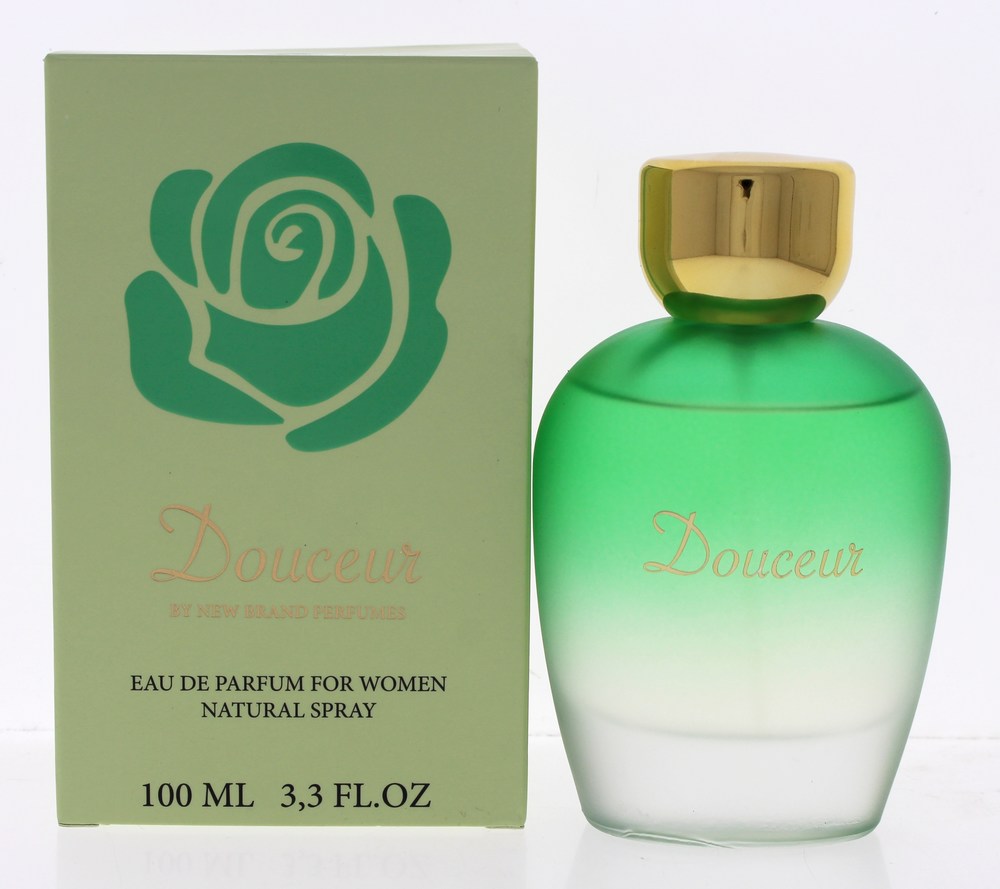 Douceur
BY NEW BRAND PERFUMES
EAU DE PARFUM FOR WOMEN
NATURAL SPRAY
100 ML 3,3 FL.OZ
Douceur